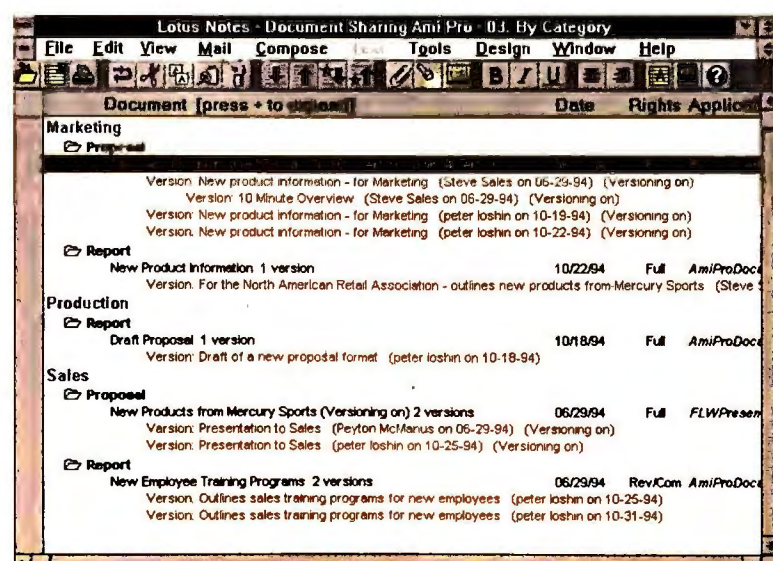 Lotus Notes - Document Sharing Ami Pro - 03. By Category
File Edit View Mail Compose Text Tools Design Window Help
B I U ?
Document [press + to Date Rights Applicat
Marketing
Proposal
Version: New product information - for Marketing (Steve Sales on 06-29-94) (Versioning on)
Version: 10 Minute Overview (Steve Sales on 06-29-94) (Versioning on)
Version: New product information - for Marketing (peter loshin on 10-19-94) (Versioning on)
Version: New product information - for Marketing (peter loshin on 10-22-94) (Versioning on)
Report
New Product Information 1 version 10/22/94 Full AmiProDocu
Version: For the North American Retail Association - outlines new products from Mercury Sports (Steve S
Production
Report
Draft Proposal 1 version 10/18/94 Full AmiProDocu
Version: Draft of a new proposal format (peter loshin on 10-18-94)
Sales
Proposal
New Products from Mercury Sports (Versioning on) 2 versions 06/29/94 Full FLWPresen
Version: Presentation to Sales (Peyton McManus on 06-29-94) (Versioning on)
Version: Presentation to Sales (peter loshin on 10-25-94) (Versioning on)
Report
New Employee Training Programs 2 versions 06/29/94 Rev/Com AmiProDocu
Version: Outlines sales training programs for new employees (peter loshin on 10-25-94)
Version: Outlines sales training programs for new employees (peter loshin on 10-31-94)